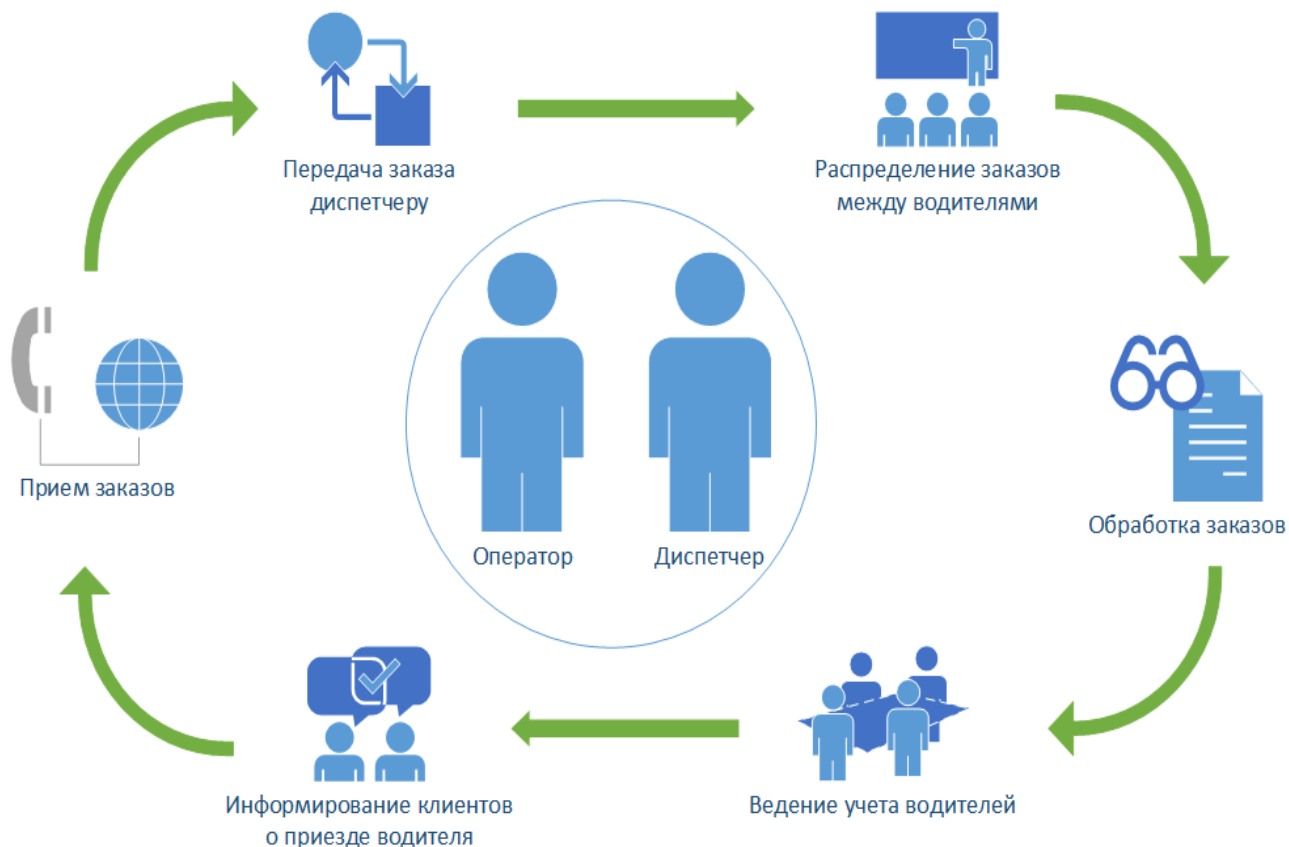 Передача заказа
диспетчеру
Распределение заказов
между водителями
Прием заказов
Оператор
Диспетчер
Обработка заказов
Информирование клиентов
о приезде водителя
Ведение учета водителей